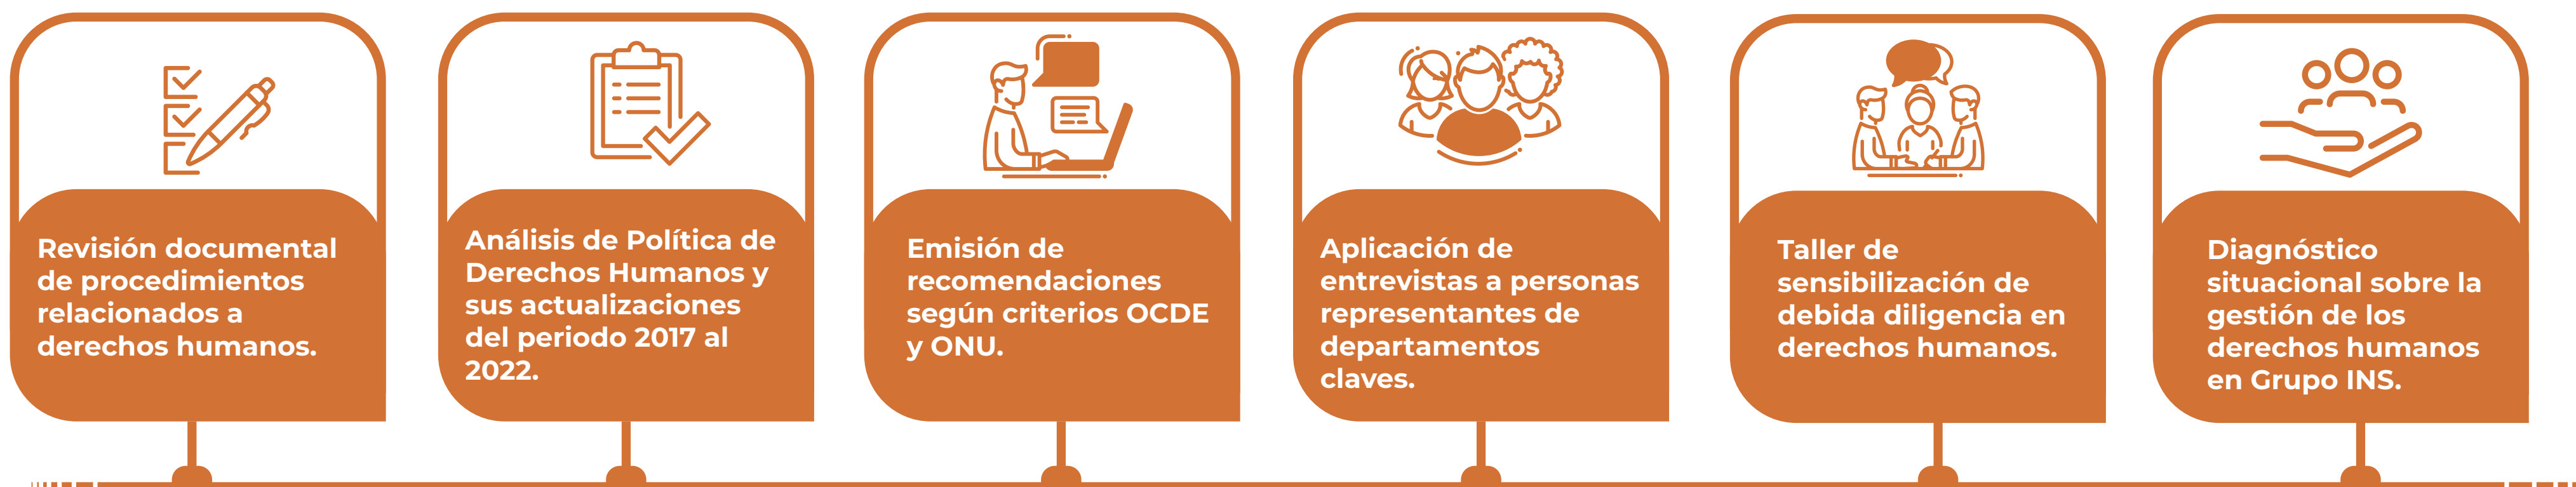 Revisión documental
de procedimientos
relacionados a
derechos humanos.
Análisis de Política de
Derechos Humanos y
sus actualizaciones
del periodo 2017 al
2022.
Emisión de
recomendaciones
según criterios OCDE
y ONU.
Aplicación de
entrevistas a personas
representantes de
departamentos
claves.
Taller de
sensibilización de
debida diligencia en
derechos humanos.
Diagnóstico
situacional sobre la
gestión de los
derechos humanos
en Grupo INS.